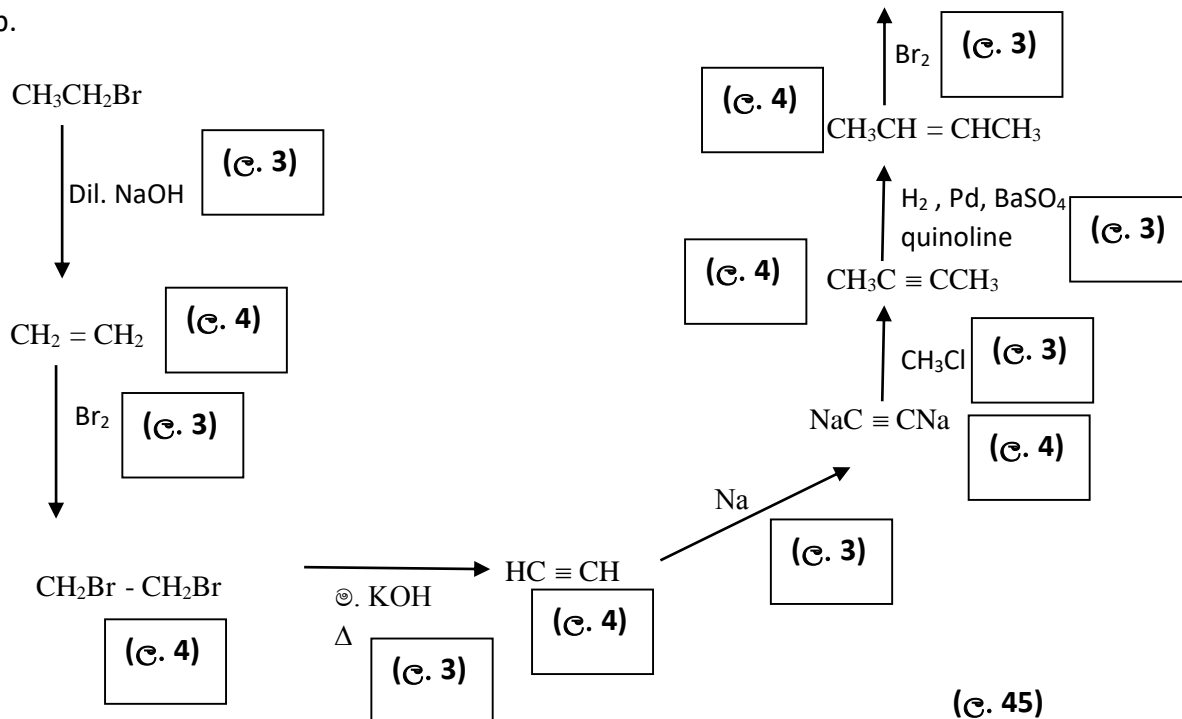 b.
CH₃CH₂Br
Dil. NaOH
(ල. 3)
CH₂ = CH₂
(ල. 4)
Br₂
(ල. 3)
CH₂Br - CH₂Br
(ල. 4)
ම. KOH
Δ
(ල. 3)
HC ≡ CH
(ල. 4)
Na
(ල. 3)
NaC ≡ CNa
(ල. 4)
CH₃Cl
(ල. 3)
CH₃C ≡ CCH₃
(ල. 4)
H₂ , Pd, BaSO₄
quinoline
(ල. 3)
CH₃CH = CHCH₃
(ල. 4)
Br₂
(ල. 3)
(ල. 45)